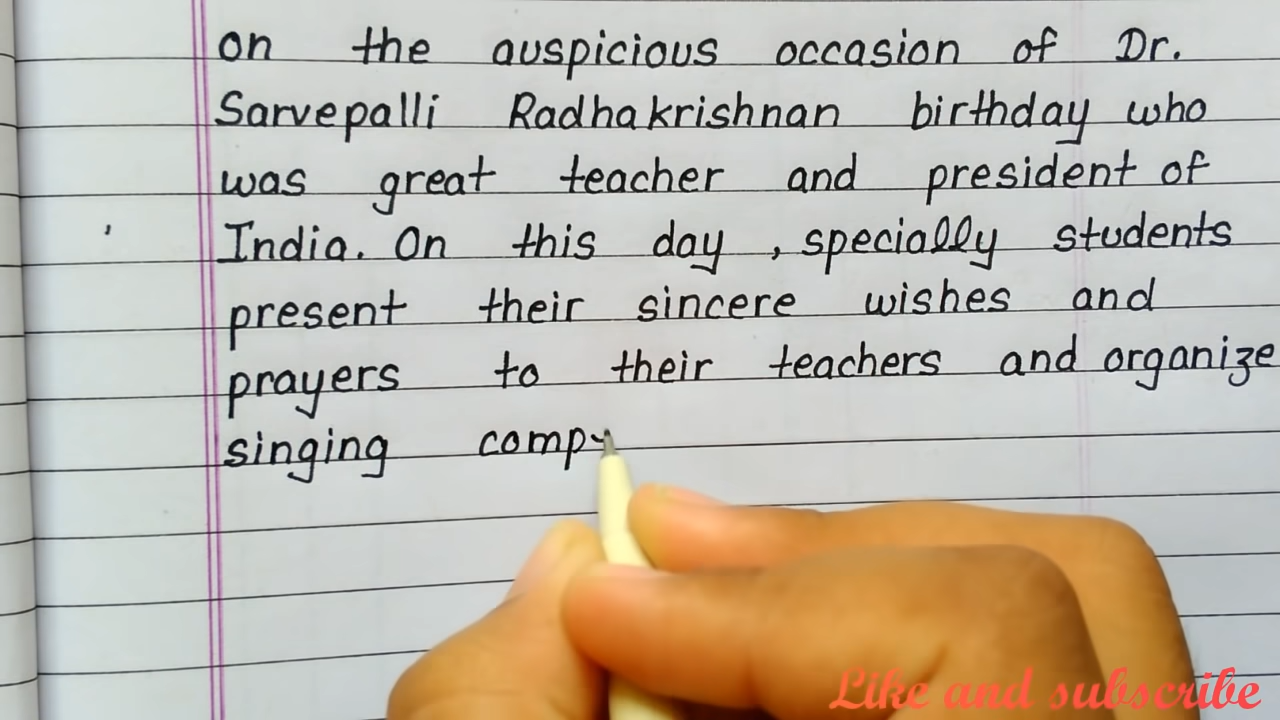 on the auspicious occasion of Dr.
Sarvepalli Radhakrishnan birthday who
was great teacher and president of
India. On this day , specially students
present their sincere wishes and
prayers to their teachers and organize
singing comp
Like and subscribe